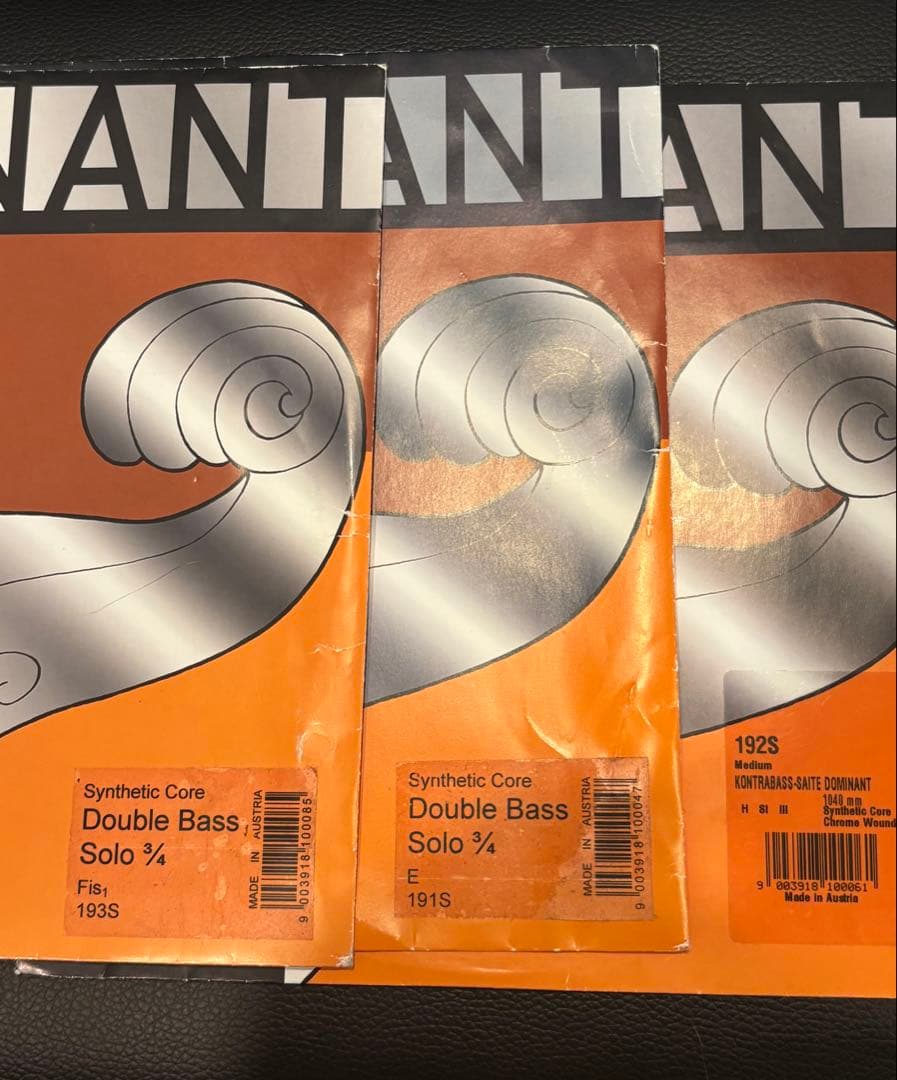 NANT
ANT
ANT
Synthetic Core
Double Bass
Solo ¾
Fis₁
193S
MADE IN AUSTRIA
9 003918 100085
Synthetic Core
Double Bass
Solo ¾
E
191S
MADE IN AUSTRIA
9 003918 100047
192S
Medium
KONTRABASS-SAITE DOMINANT
1040 mm
H SI III Synthetic Core
Chrome Wound
9 003918 100061
Made in Austria